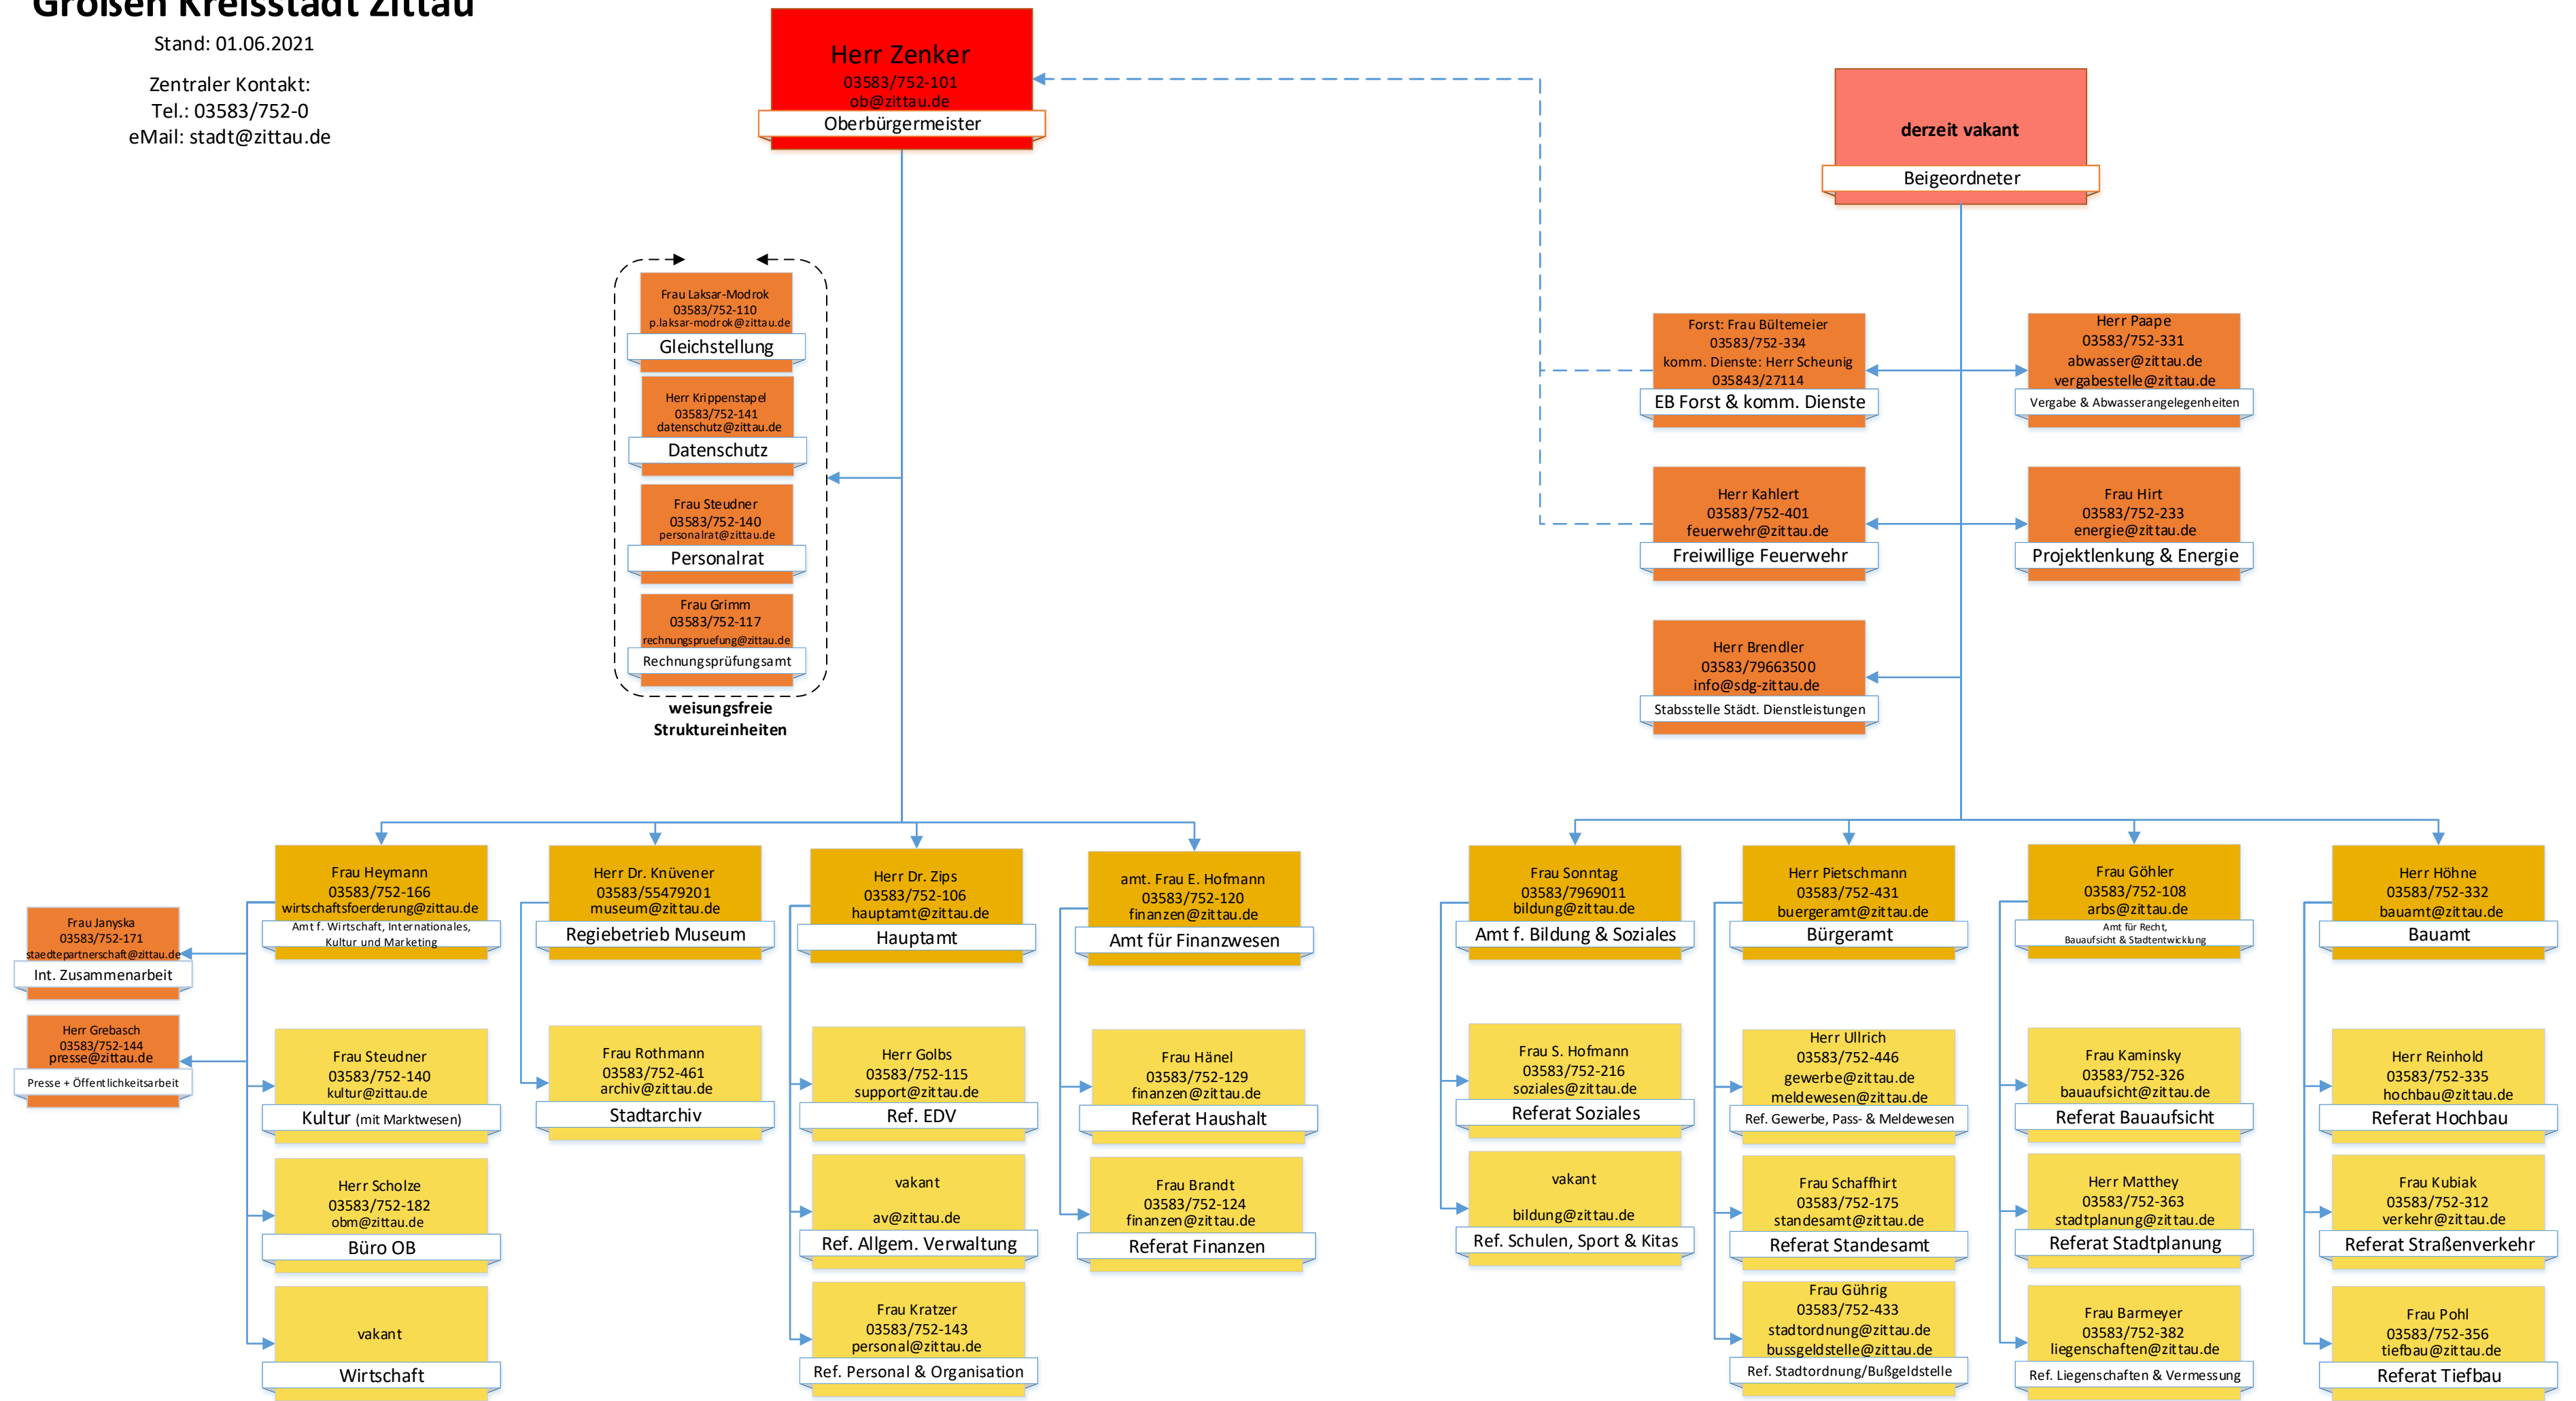 Großen Kreisstadt Zittau
Stand: 01.06.2021
Zentraler Kontakt:
Tel.: 03583/752-0
eMail: stadt@zittau.de
Herr Zenker
03583/752-101
ob@zittau.de
Oberbürgermeister
derzeit vakant
Beigeordneter
Frau Laksar-Modrok
03583/752-110
p.laksar-modrok@zittau.de
Gleichstellung
Herr Krippenstapel
03583/752-141
datenschutz@zittau.de
Datenschutz
Frau Steudner
03583/752-140
personalrat@zittau.de
Personalrat
Frau Grimm
03583/752-117
rechnungspruefung@zittau.de
Rechnungsprüfungsamt
weisungsfreie
Struktureinheiten
Forst: Frau Bültemeier
03583/752-334
komm. Dienste: Herr Scheunig
035843/27114
EB Forst & komm. Dienste
Herr Paape
03583/752-331
abwasser@zittau.de
vergabestelle@zittau.de
Vergabe & Abwasserangelegenheiten
Herr Kahlert
03583/752-401
feuerwehr@zittau.de
Freiwillige Feuerwehr
Frau Hirt
03583/752-233
energie@zittau.de
Projektlenkung & Energie
Herr Brendler
03583/79663500
info@sdg-zittau.de
Stabsstelle Städt. Dienstleistungen
Frau Heymann
03583/752-166
wirtschaftsfoerderung@zittau.de
Amt f. Wirtschaft, Internationales,
Kultur und Marketing
Frau Janyska
03583/752-171
staedtepartnerschaft@zittau.de
Int. Zusammenarbeit
Herr Grebasch
03583/752-144
presse@zittau.de
Presse + Öffentlichkeitsarbeit
Frau Steudner
03583/752-140
kultur@zittau.de
Kultur (mit Marktwesen)
Herr Scholze
03583/752-182
obm@zittau.de
Büro OB
vakant
Wirtschaft
Herr Dr. Knüvener
03583/55479201
museum@zittau.de
Regiebetrieb Museum
Frau Rothmann
03583/752-461
archiv@zittau.de
Stadtarchiv
Herr Dr. Zips
03583/752-106
hauptamt@zittau.de
Hauptamt
Herr Golbs
03583/752-115
support@zittau.de
Ref. EDV
vakant
av@zittau.de
Ref. Allgem. Verwaltung
Frau Kratzer
03583/752-143
personal@zittau.de
Ref. Personal & Organisation
amt. Frau E. Hofmann
03583/752-120
finanzen@zittau.de
Amt für Finanzwesen
Frau Hänel
03583/752-129
finanzen@zittau.de
Referat Haushalt
Frau Brandt
03583/752-124
finanzen@zittau.de
Referat Finanzen
Frau Sonntag
03583/7969011
bildung@zittau.de
Amt f. Bildung & Soziales
Frau S. Hofmann
03583/752-216
soziales@zittau.de
Referat Soziales
vakant
bildung@zittau.de
Ref. Schulen, Sport & Kitas
Herr Pietschmann
03583/752-431
buergeramt@zittau.de
Bürgeramt
Herr Ullrich
03583/752-446
gewerbe@zittau.de
meldewesen@zittau.de
Ref. Gewerbe, Pass- & Meldewesen
Frau Schaffhirt
03583/752-175
standesamt@zittau.de
Referat Standesamt
Frau Gührig
03583/752-433
stadtordnung@zittau.de
bussgeldstelle@zittau.de
Ref. Stadtordnung/Bußgeldstelle
Frau Göhler
03583/752-108
arbs@zittau.de
Amt für Recht,
Bauaufsicht & Stadtentwicklung
Frau Kaminsky
03583/752-326
bauaufsicht@zittau.de
Referat Bauaufsicht
Herr Matthey
03583/752-363
stadtplanung@zittau.de
Referat Stadtplanung
Frau Barmeyer
03583/752-382
liegenschaften@zittau.de
Ref. Liegenschaften & Vermessung
Herr Höhne
03583/752-332
bauamt@zittau.de
Bauamt
Herr Reinhold
03583/752-335
hochbau@zittau.de
Referat Hochbau
Frau Kubiak
03583/752-312
verkehr@zittau.de
Referat Straßenverkehr
Frau Pohl
03583/752-356
tiefbau@zittau.de
Referat Tiefbau